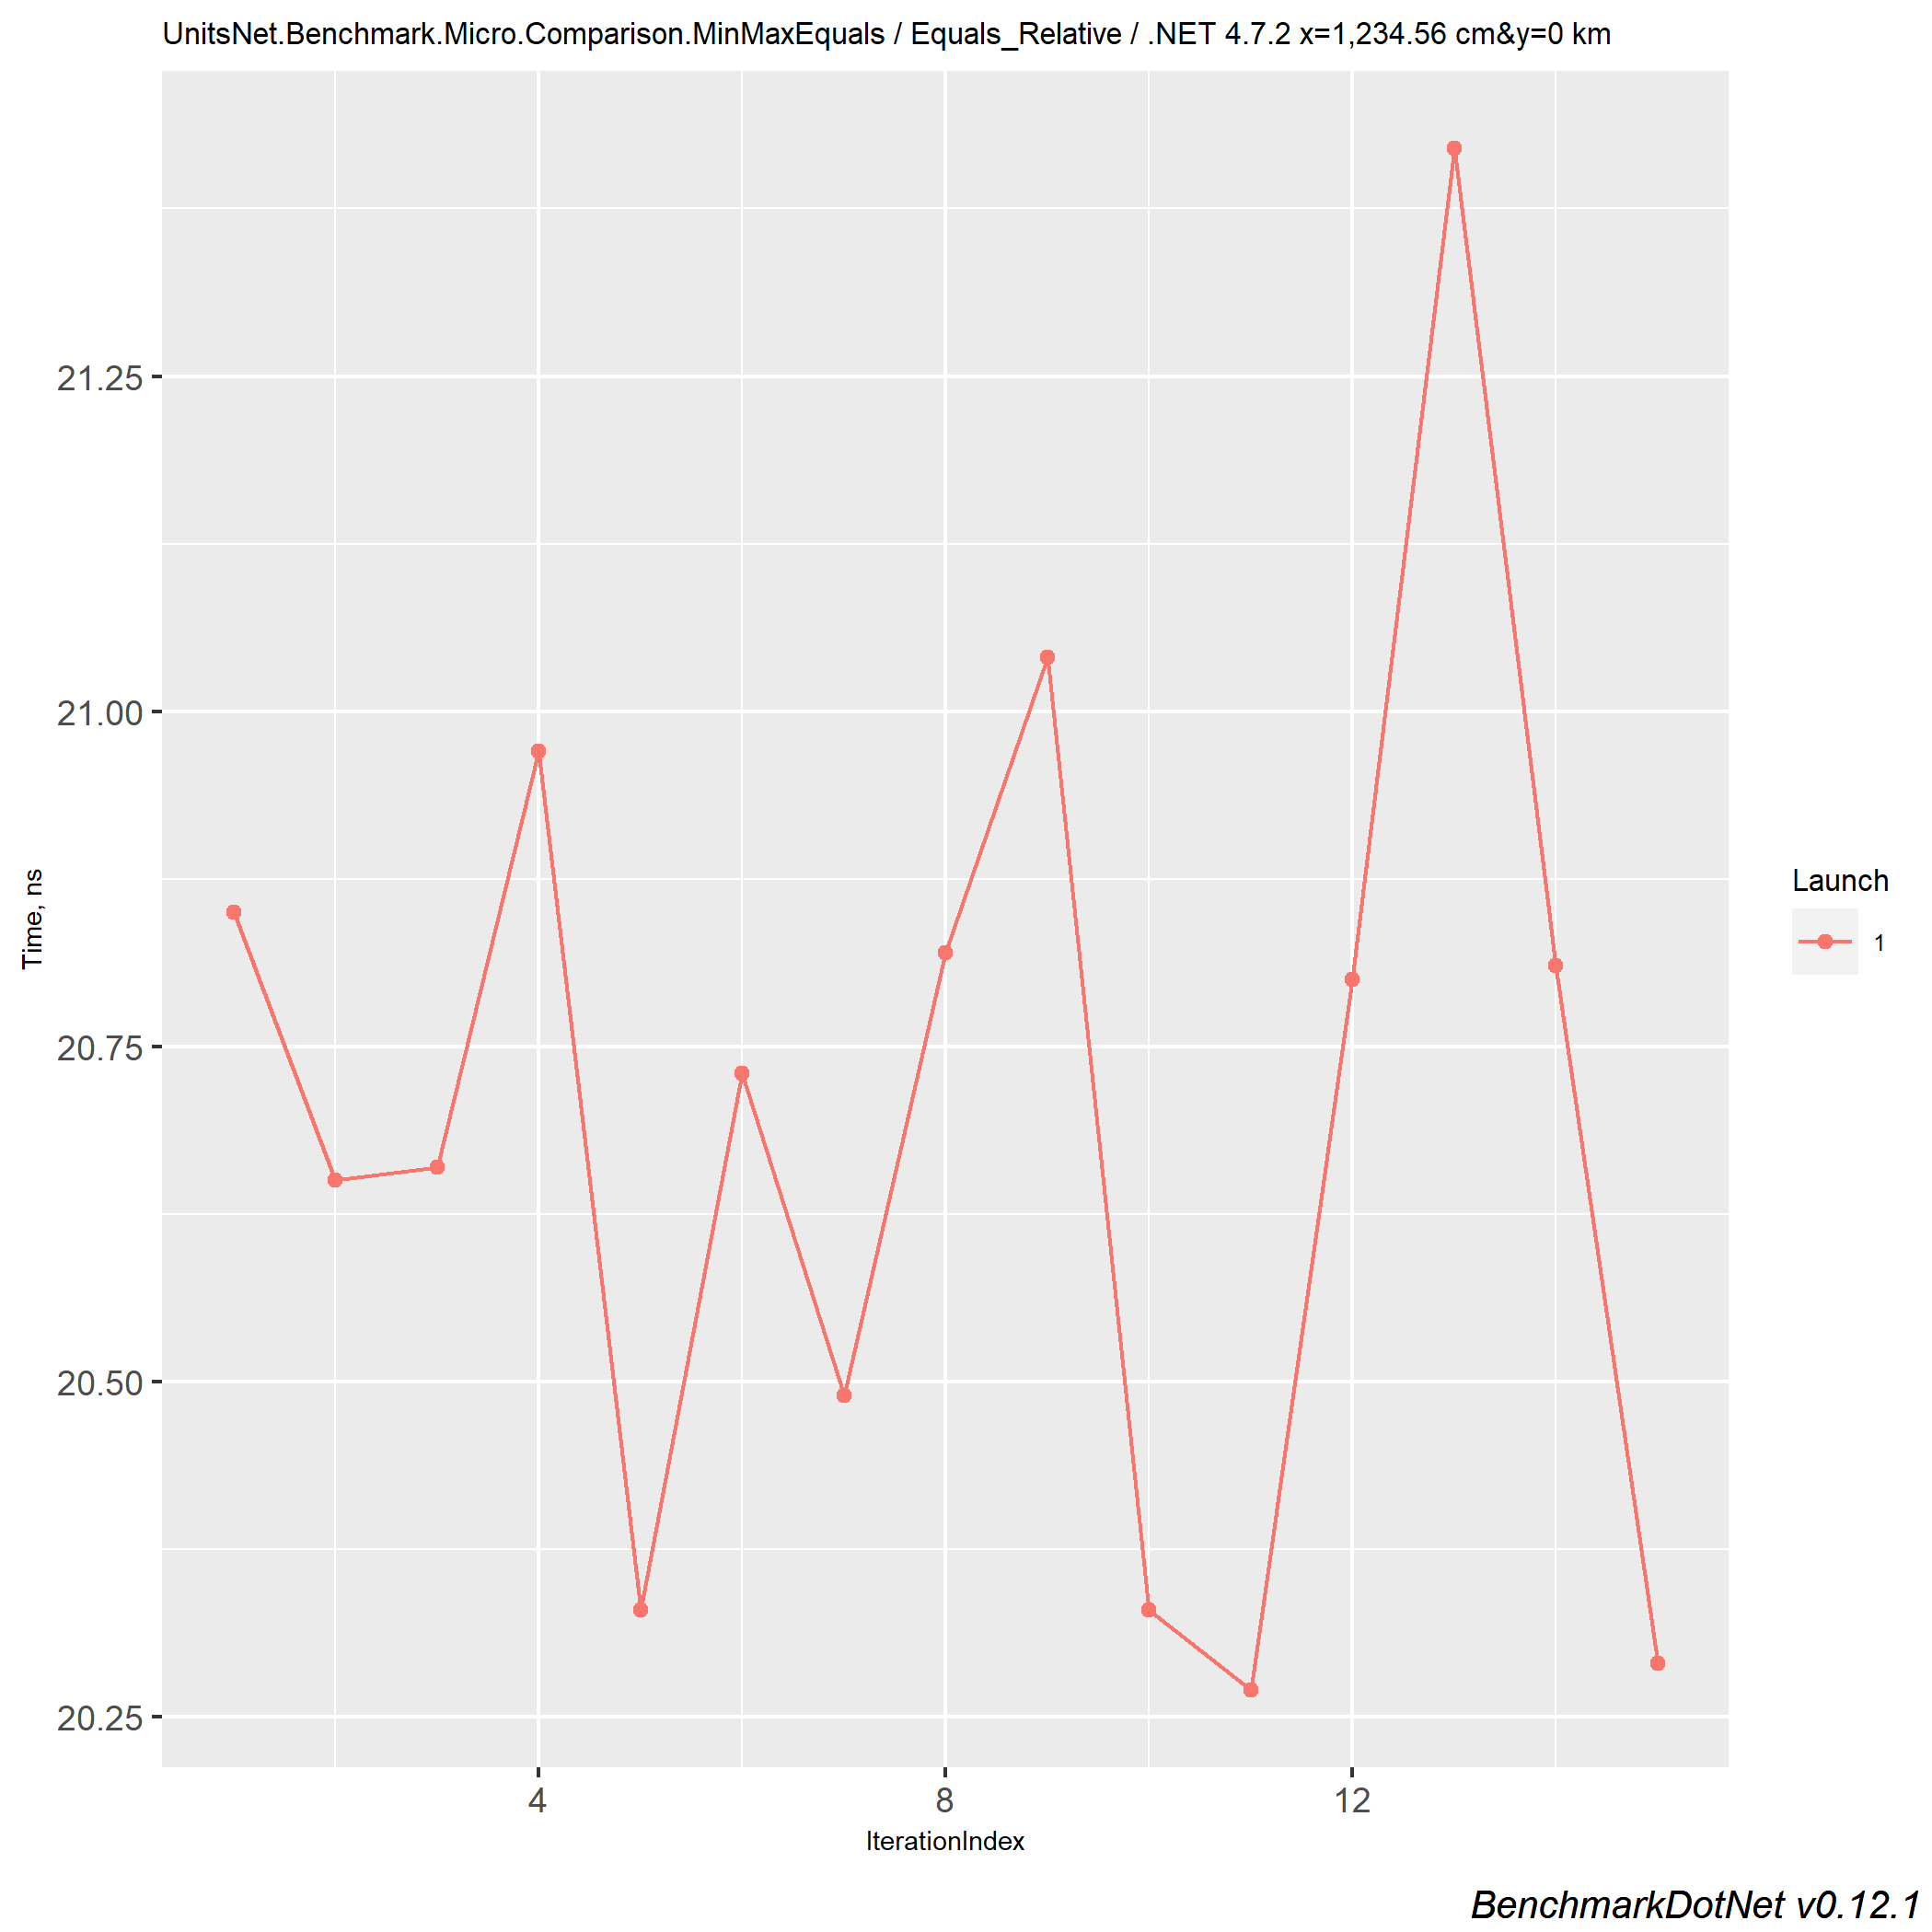 UnitsNet.Benchmark.Micro.Comparison.MinMaxEquals / Equals_Relative / .NET 4.7.2 x=1,234.56 cm&y=0 km
21.25
21.00
20.75
20.50
20.25
Time, ns
4 8 12
IterationIndex
Launch
1
BenchmarkDotNet v0.12.1